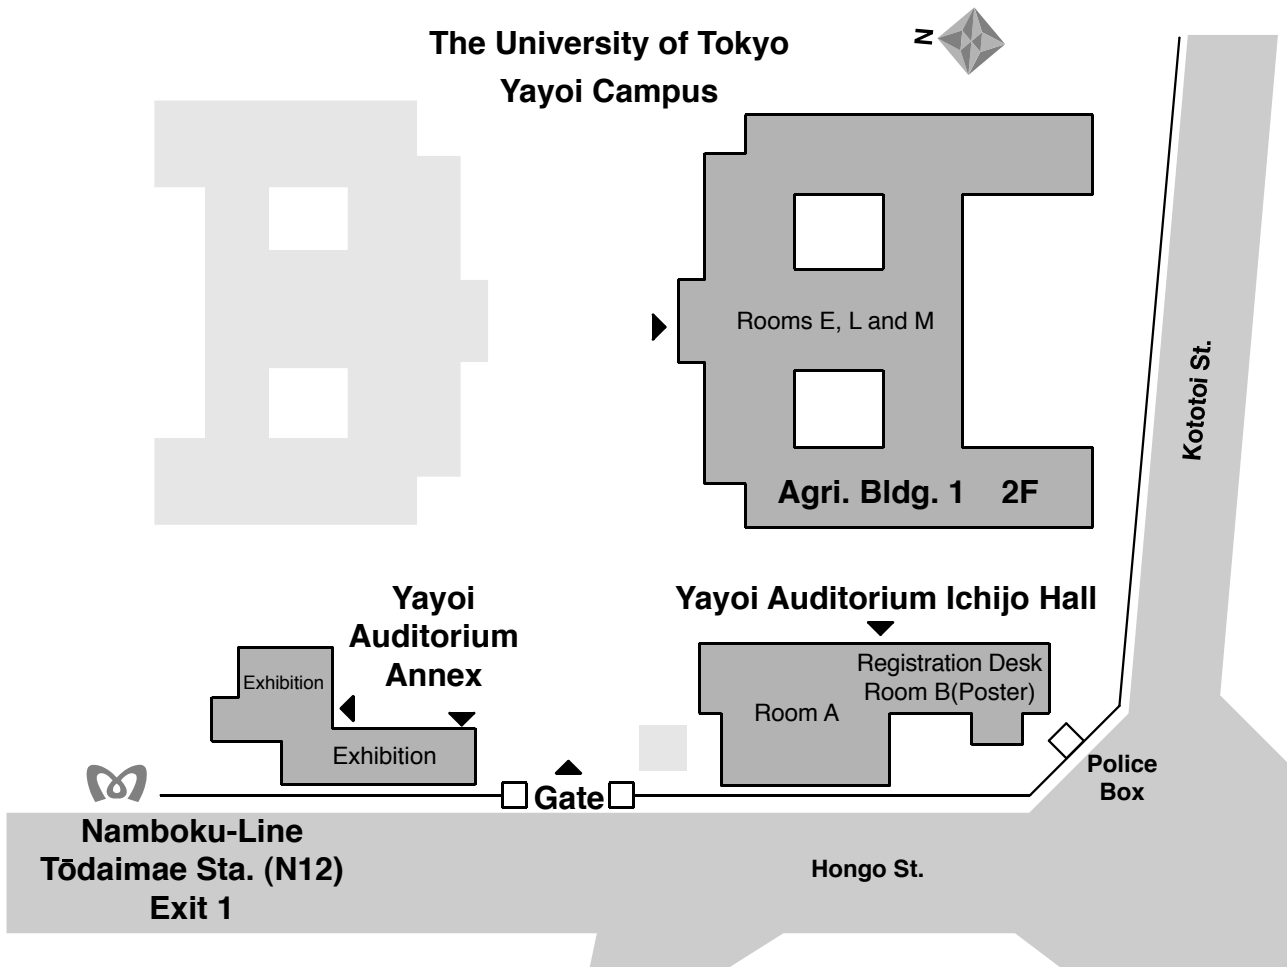 The University of Tokyo
Yayoi Campus
N
Rooms E, L and M
Agri. Bldg. 1 2F
Kototoi St.
Yayoi
Auditorium
Annex
Exhibition
Exhibition
Yayoi Auditorium Ichijo Hall
Registration Desk
Room B(Poster)
Room A
Police
Box
Gate
Namboku-Line
Tōdaimae Sta. (N12)
Exit 1
Hongo St.